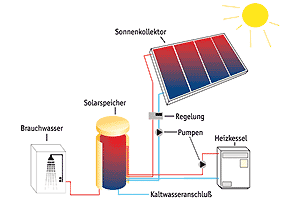 Sonnenkollektor
Solarspeicher
Regelung
Brauchwasser
Pumpen
Heizkessel
Kaltwasseranschluß